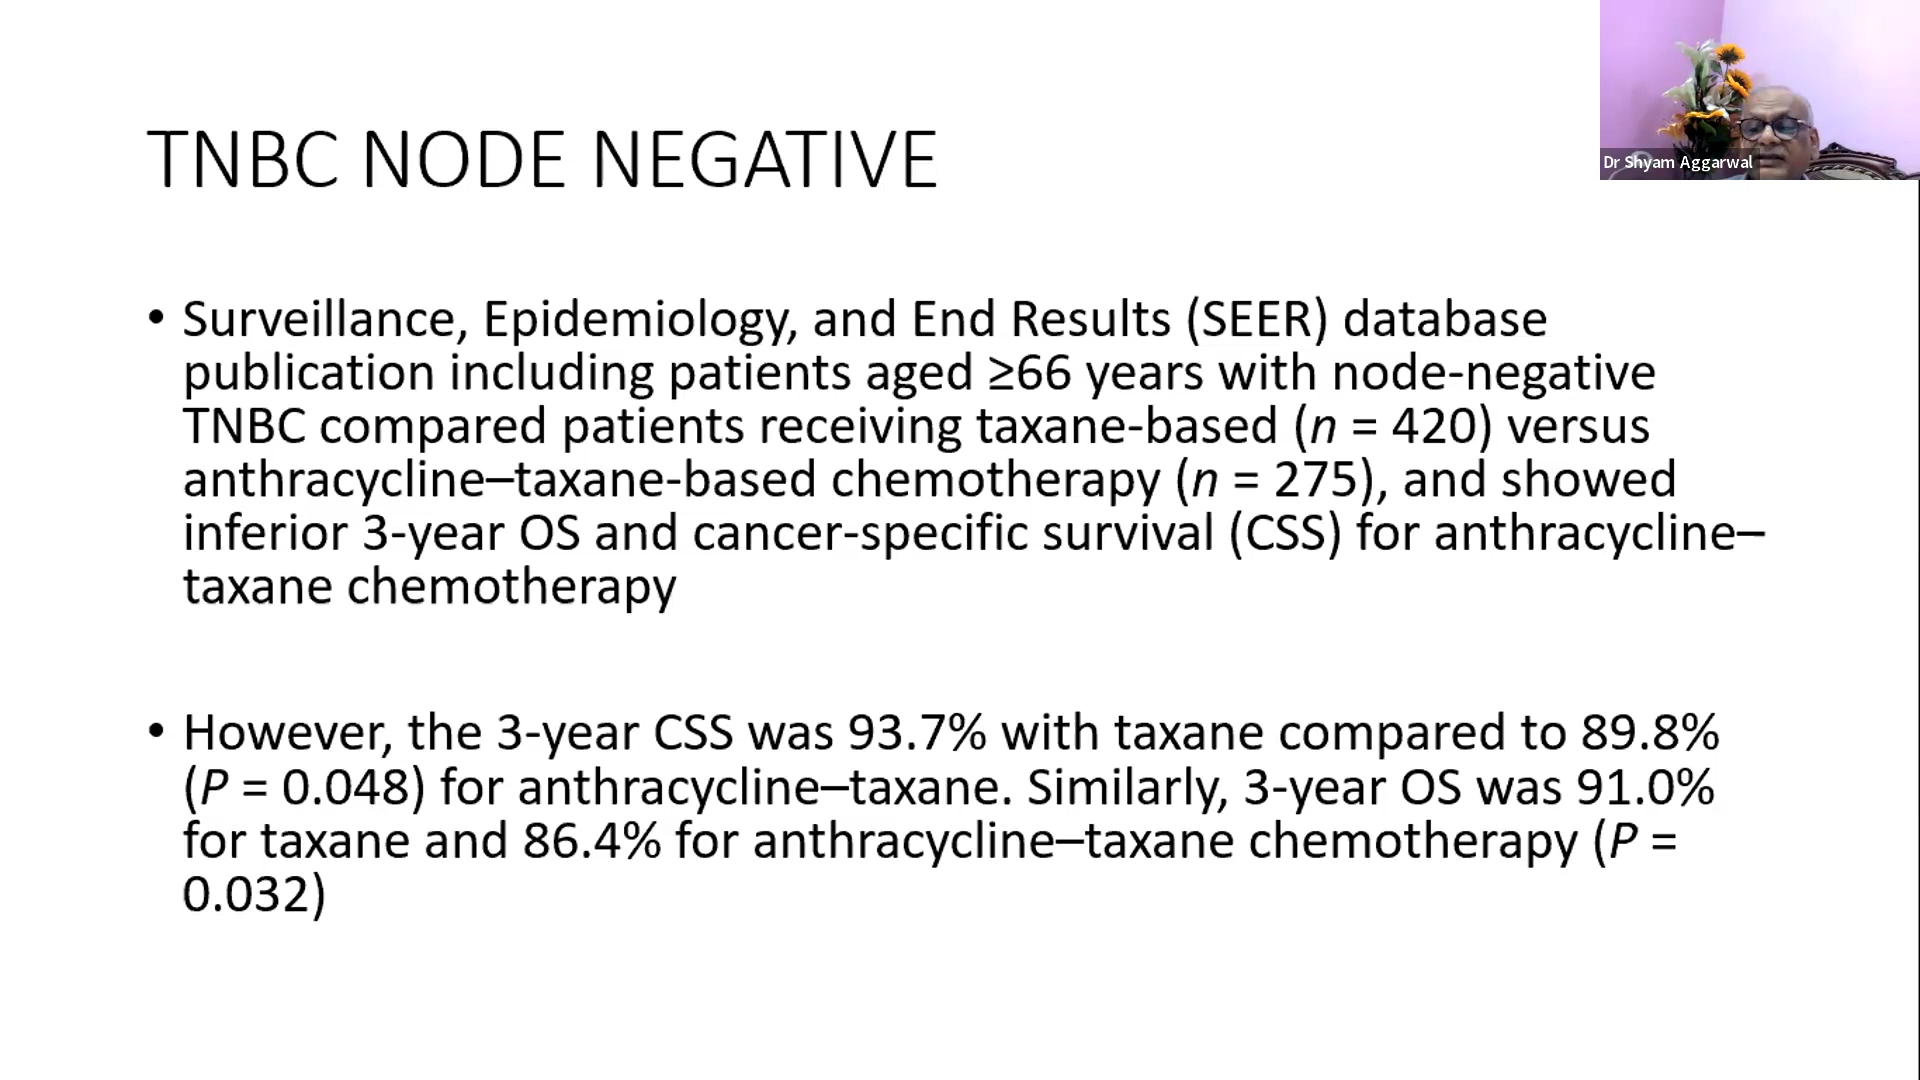 TNBC NODE NEGATIVE
Dr Shyam Aggarwal
• Surveillance, Epidemiology, and End Results (SEER) database
publication including patients aged ≥66 years with node-negative
TNBC compared patients receiving taxane-based (n = 420) versus
anthracycline–taxane-based chemotherapy (n = 275), and showed
inferior 3-year OS and cancer-specific survival (CSS) for anthracycline–
taxane chemotherapy
• However, the 3-year CSS was 93.7% with taxane compared to 89.8%
(P = 0.048) for anthracycline–taxane. Similarly, 3-year OS was 91.0%
for taxane and 86.4% for anthracycline–taxane chemotherapy (P =
0.032)